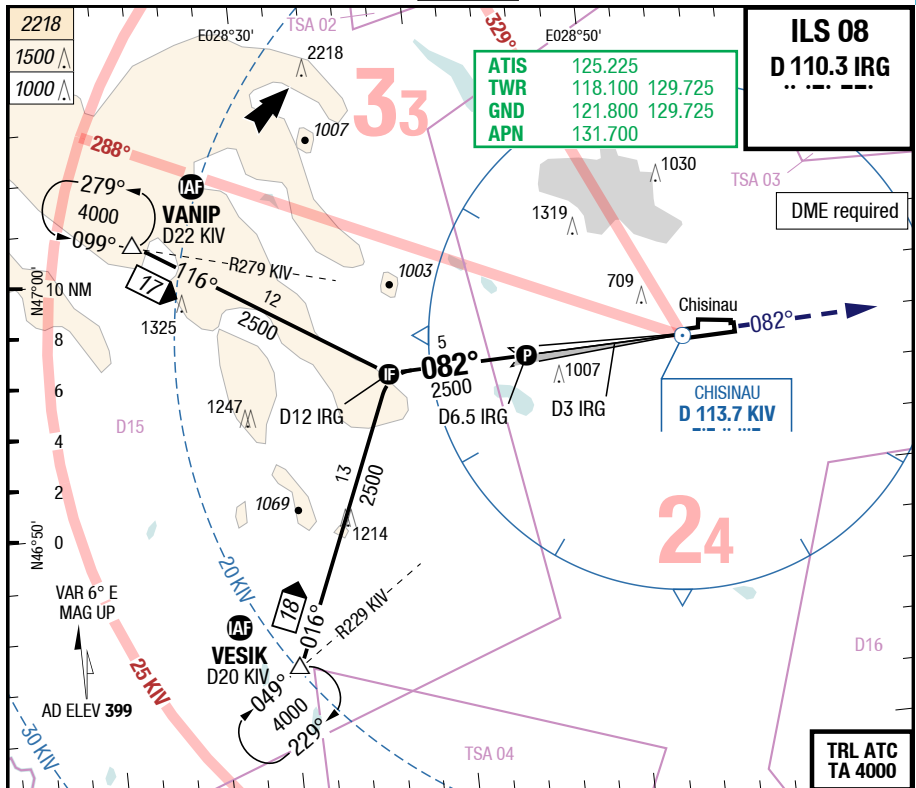 2218
1500
1000
TSA 02
E028°30'
2218
329°
E028°50'
ILS 08
D 110.3 IRG
ATIS 125.225
TWR 118.100 129.725
GND 121.800 129.725
APN 131.700
33
1007
288°
1030
TSA 03
279°
4000
099°
IAF
VANIP
D22 KIV
1319
DME required
R279 KIV
116°
17
12
2500
1003
709
Chisinau
082°
N47°00'
10 NM
1325
8
6
4
2
0
N46°50'
5
082°
2500
IF
P
1007
D12 IRG
D6.5 IRG
D3 IRG
CHISINAU
D 113.7 KIV
D15
1247
13
2500
1069
1214
24
20 KIV
VAR 6° E
MAG UP
AD ELEV 399
25 KIV
30 KIV
18
016°
R229 KIV
IAF
VESIK
D20 KIV
049°
4000
229°
D16
TSA 04
TRL ATC
TA 4000